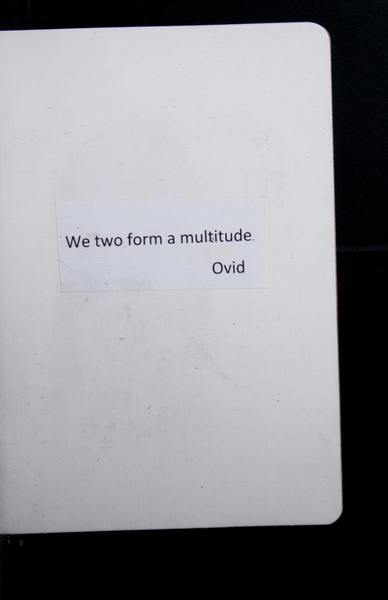 We two form a multitude.
Ovid